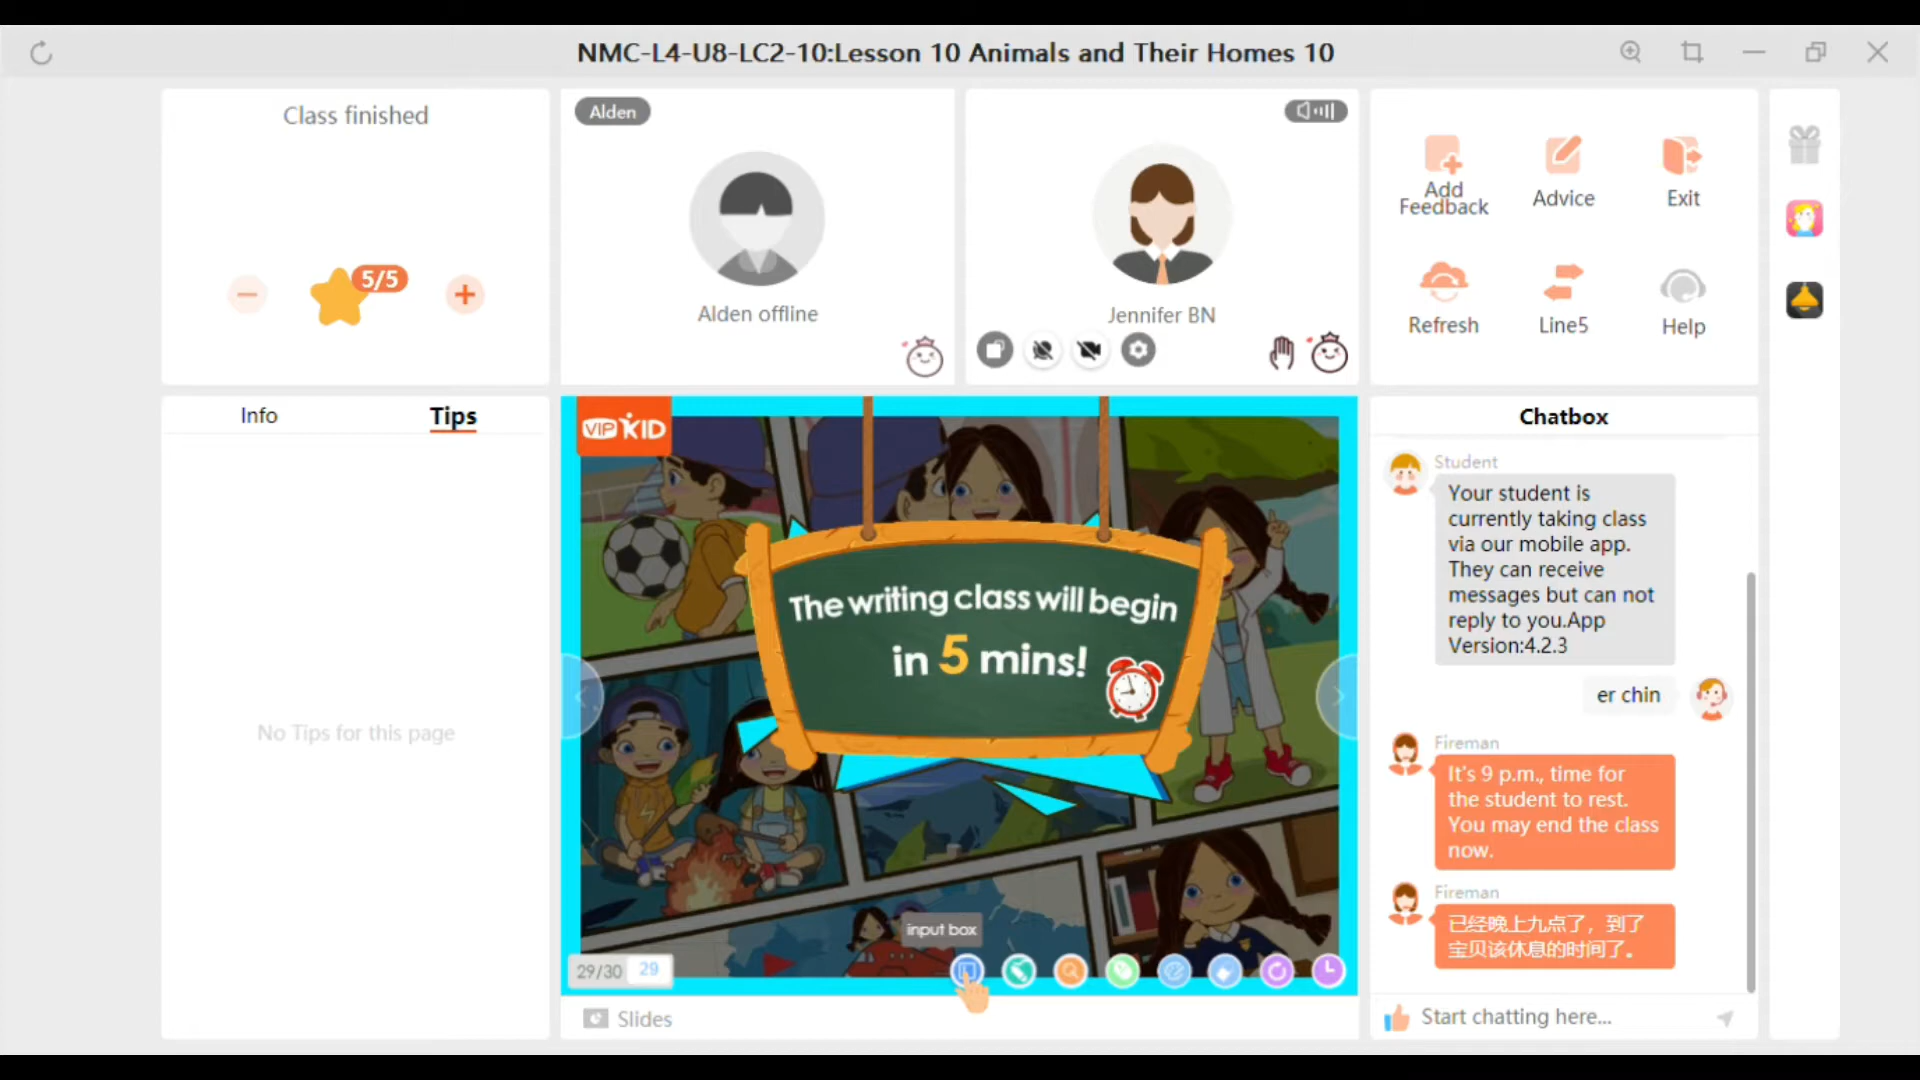 NMC-L4-U8-LC2-10:Lesson 10 Animals and Their Homes 10
Class finished
5/5
Alden
Alden offline
Jennifer BN
Add
Feedback
Advice
Exit
Refresh
Line5
Help
Info
Tips
No Tips for this page
VIPKID
The writing class will begin
in 5 mins!
input box
29/30
29
Slides
Chatbox
Student
Your student is
currently taking class
via our mobile app.
They can receive
messages but can not
reply to you.App
Version:4.2.3
er chin
Fireman
It's 9 p.m., time for
the student to rest.
You may end the class
now.
Fireman
已经晚上九点了，到了
宝贝该休息的时间了。
Start chatting here...